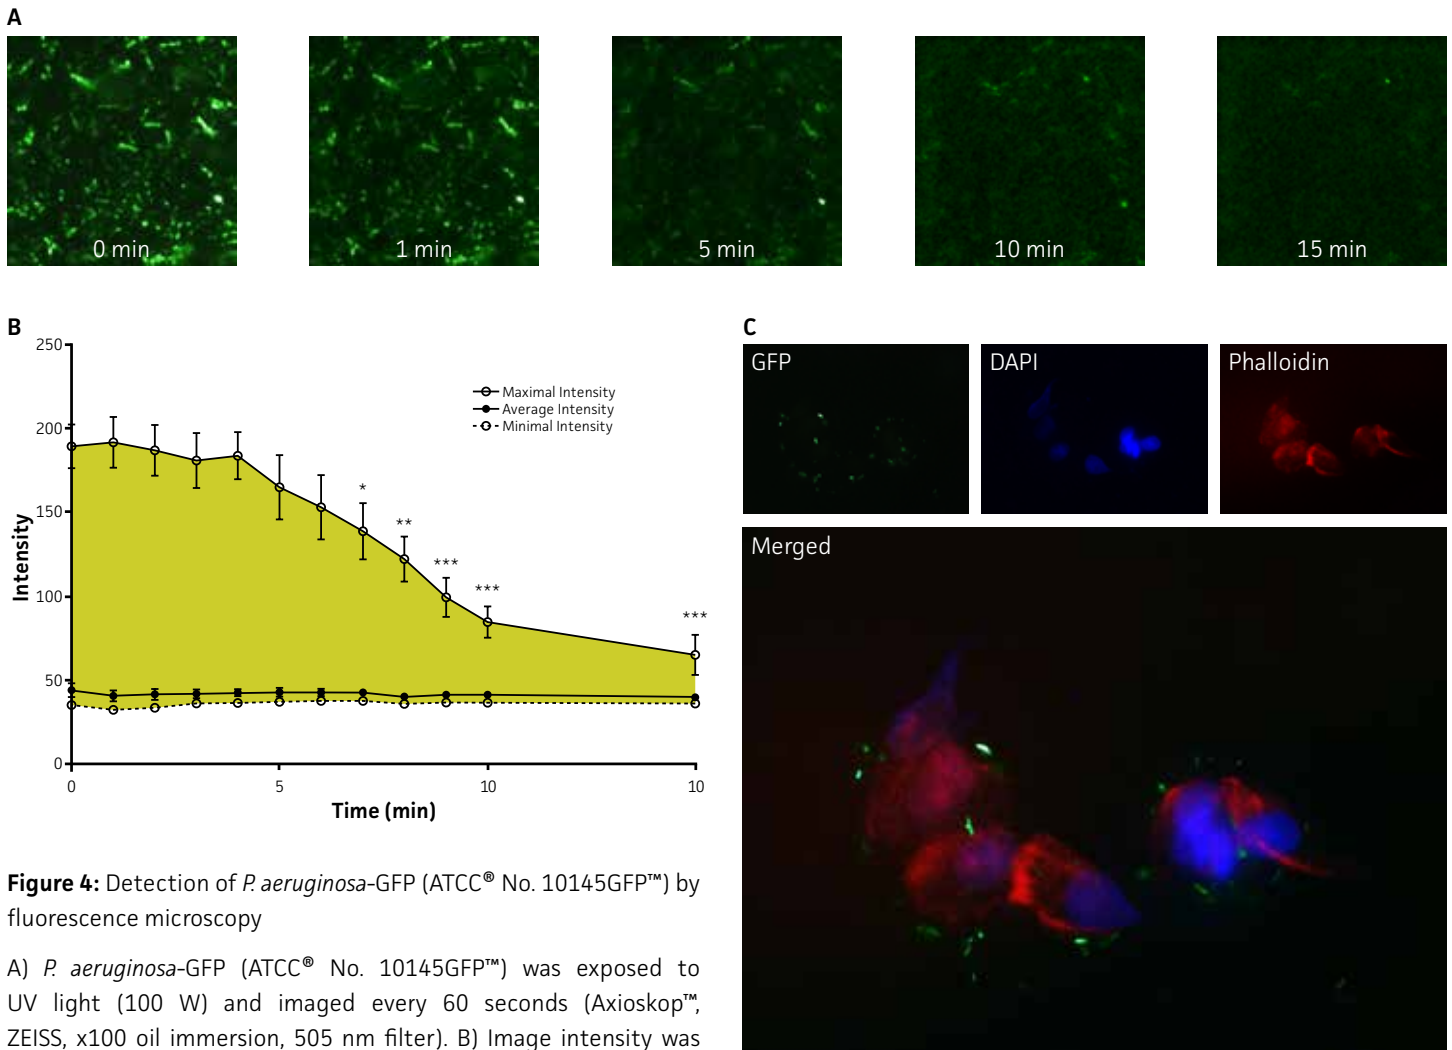 A
0 min
1 min
5 min
10 min
15 min
B
250
200
150
100
50
0
Intensity
Maximal Intensity
Average Intensity
Minimal Intensity
*
**
***
***
***
0
5
10
10
Time (min)
C
GFP
DAPI
Phalloidin
Merged
Figure 4: Detection of P. aeruginosa-GFP (ATCC® No. 10145GFP™) by
fluorescence microscopy
A) P. aeruginosa-GFP (ATCC® No. 10145GFP™) was exposed to
UV light (100 W) and imaged every 60 seconds (Axioskop™,
ZEISS, x100 oil immersion, 505 nm filter). B) Image intensity was